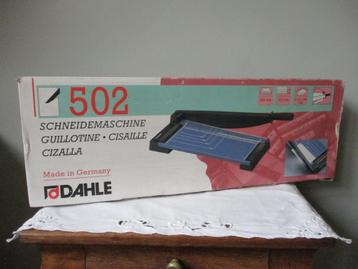 502
SCHNEIDEMASCHINE
GUILLOTINE • CISAILLE
CIZALLA
Made in Germany
DAHLE